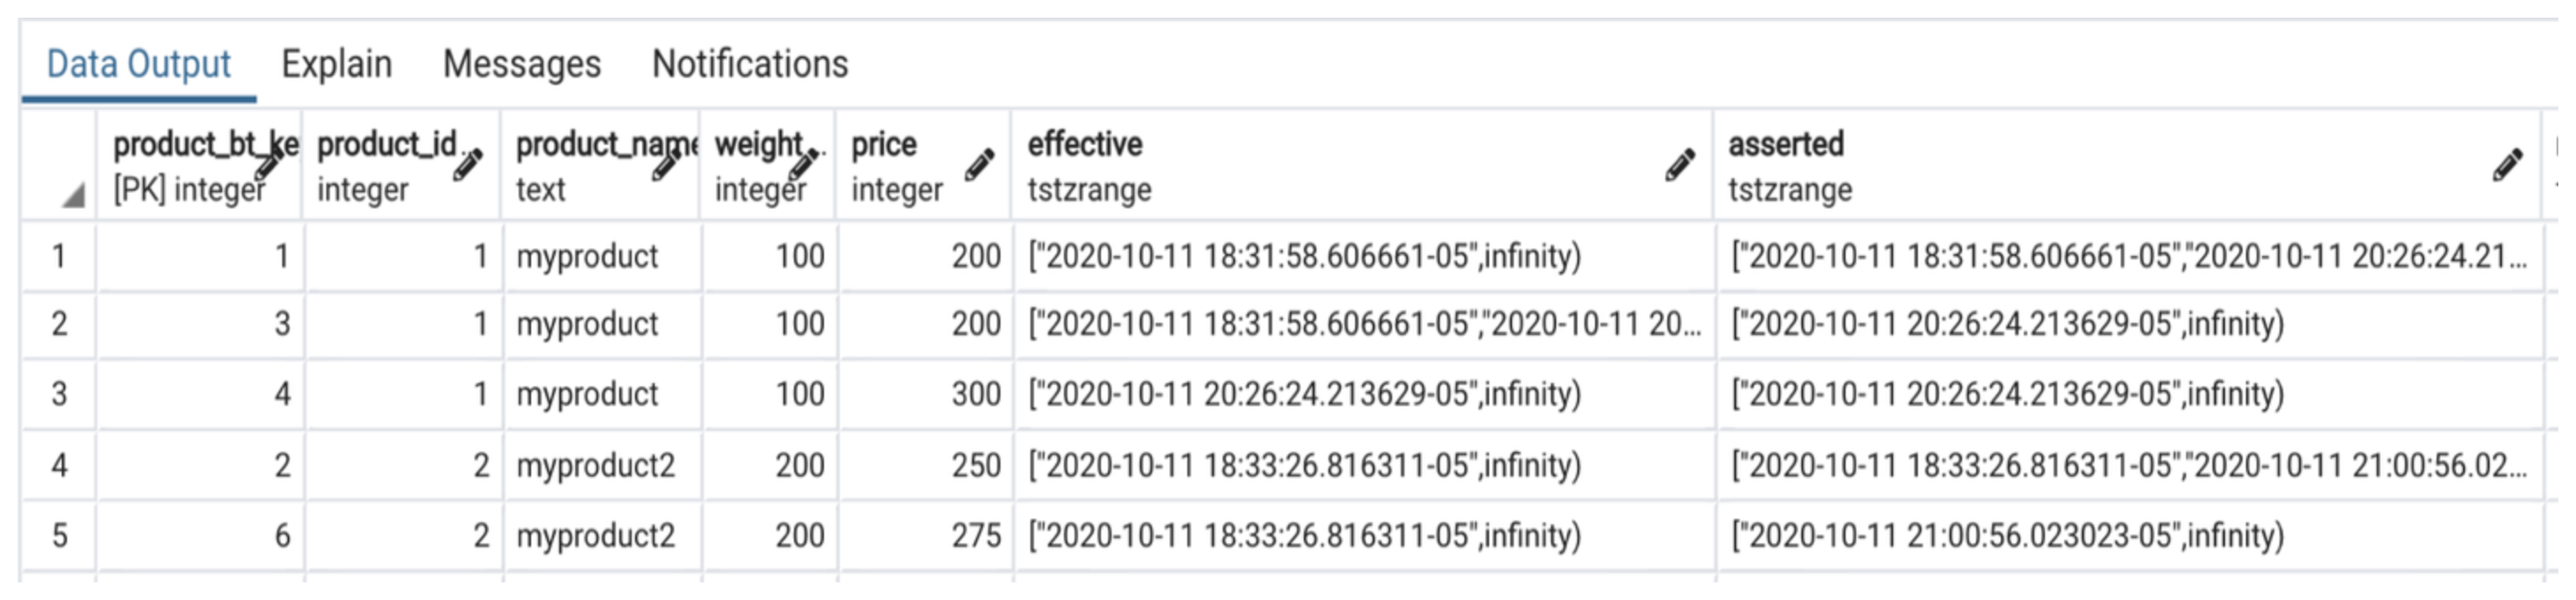 Data Output Explain Messages Notifications
product_bt_ke product_id... product_name weight... price effective asserted
[PK] integer integer text integer integer tstzrange tstzrange
1 1 1 myproduct 100 200 ["2020-10-11 18:31:58.606661-05",infinity) ["2020-10-11 18:31:58.606661-05","2020-10-11 20:26:24.21...
2 3 1 myproduct 100 200 ["2020-10-11 18:31:58.606661-05","2020-10-11 20... ["2020-10-11 20:26:24.213629-05",infinity)
3 4 1 myproduct 100 300 ["2020-10-11 20:26:24.213629-05",infinity) ["2020-10-11 20:26:24.213629-05",infinity)
4 2 2 myproduct2 200 250 ["2020-10-11 18:33:26.816311-05",infinity) ["2020-10-11 18:33:26.816311-05","2020-10-11 21:00:56.02...
5 6 2 myproduct2 200 275 ["2020-10-11 18:33:26.816311-05",infinity) ["2020-10-11 21:00:56.023023-05",infinity)